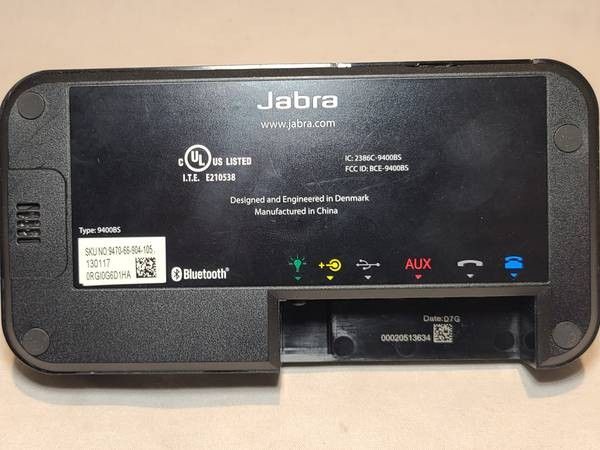 Jabra
www.jabra.com
C UL US LISTED
I.T.E. E210538
IC: 2386C-9400BS
FCC ID: BCE-9400BS
Designed and Engineered in Denmark
Manufactured in China
Type: 9400BS
SKU NO:9470-66-904-105
130117
0RGI0G6D1HA
Bluetooth®
AUX
Date:D7G
00020513634